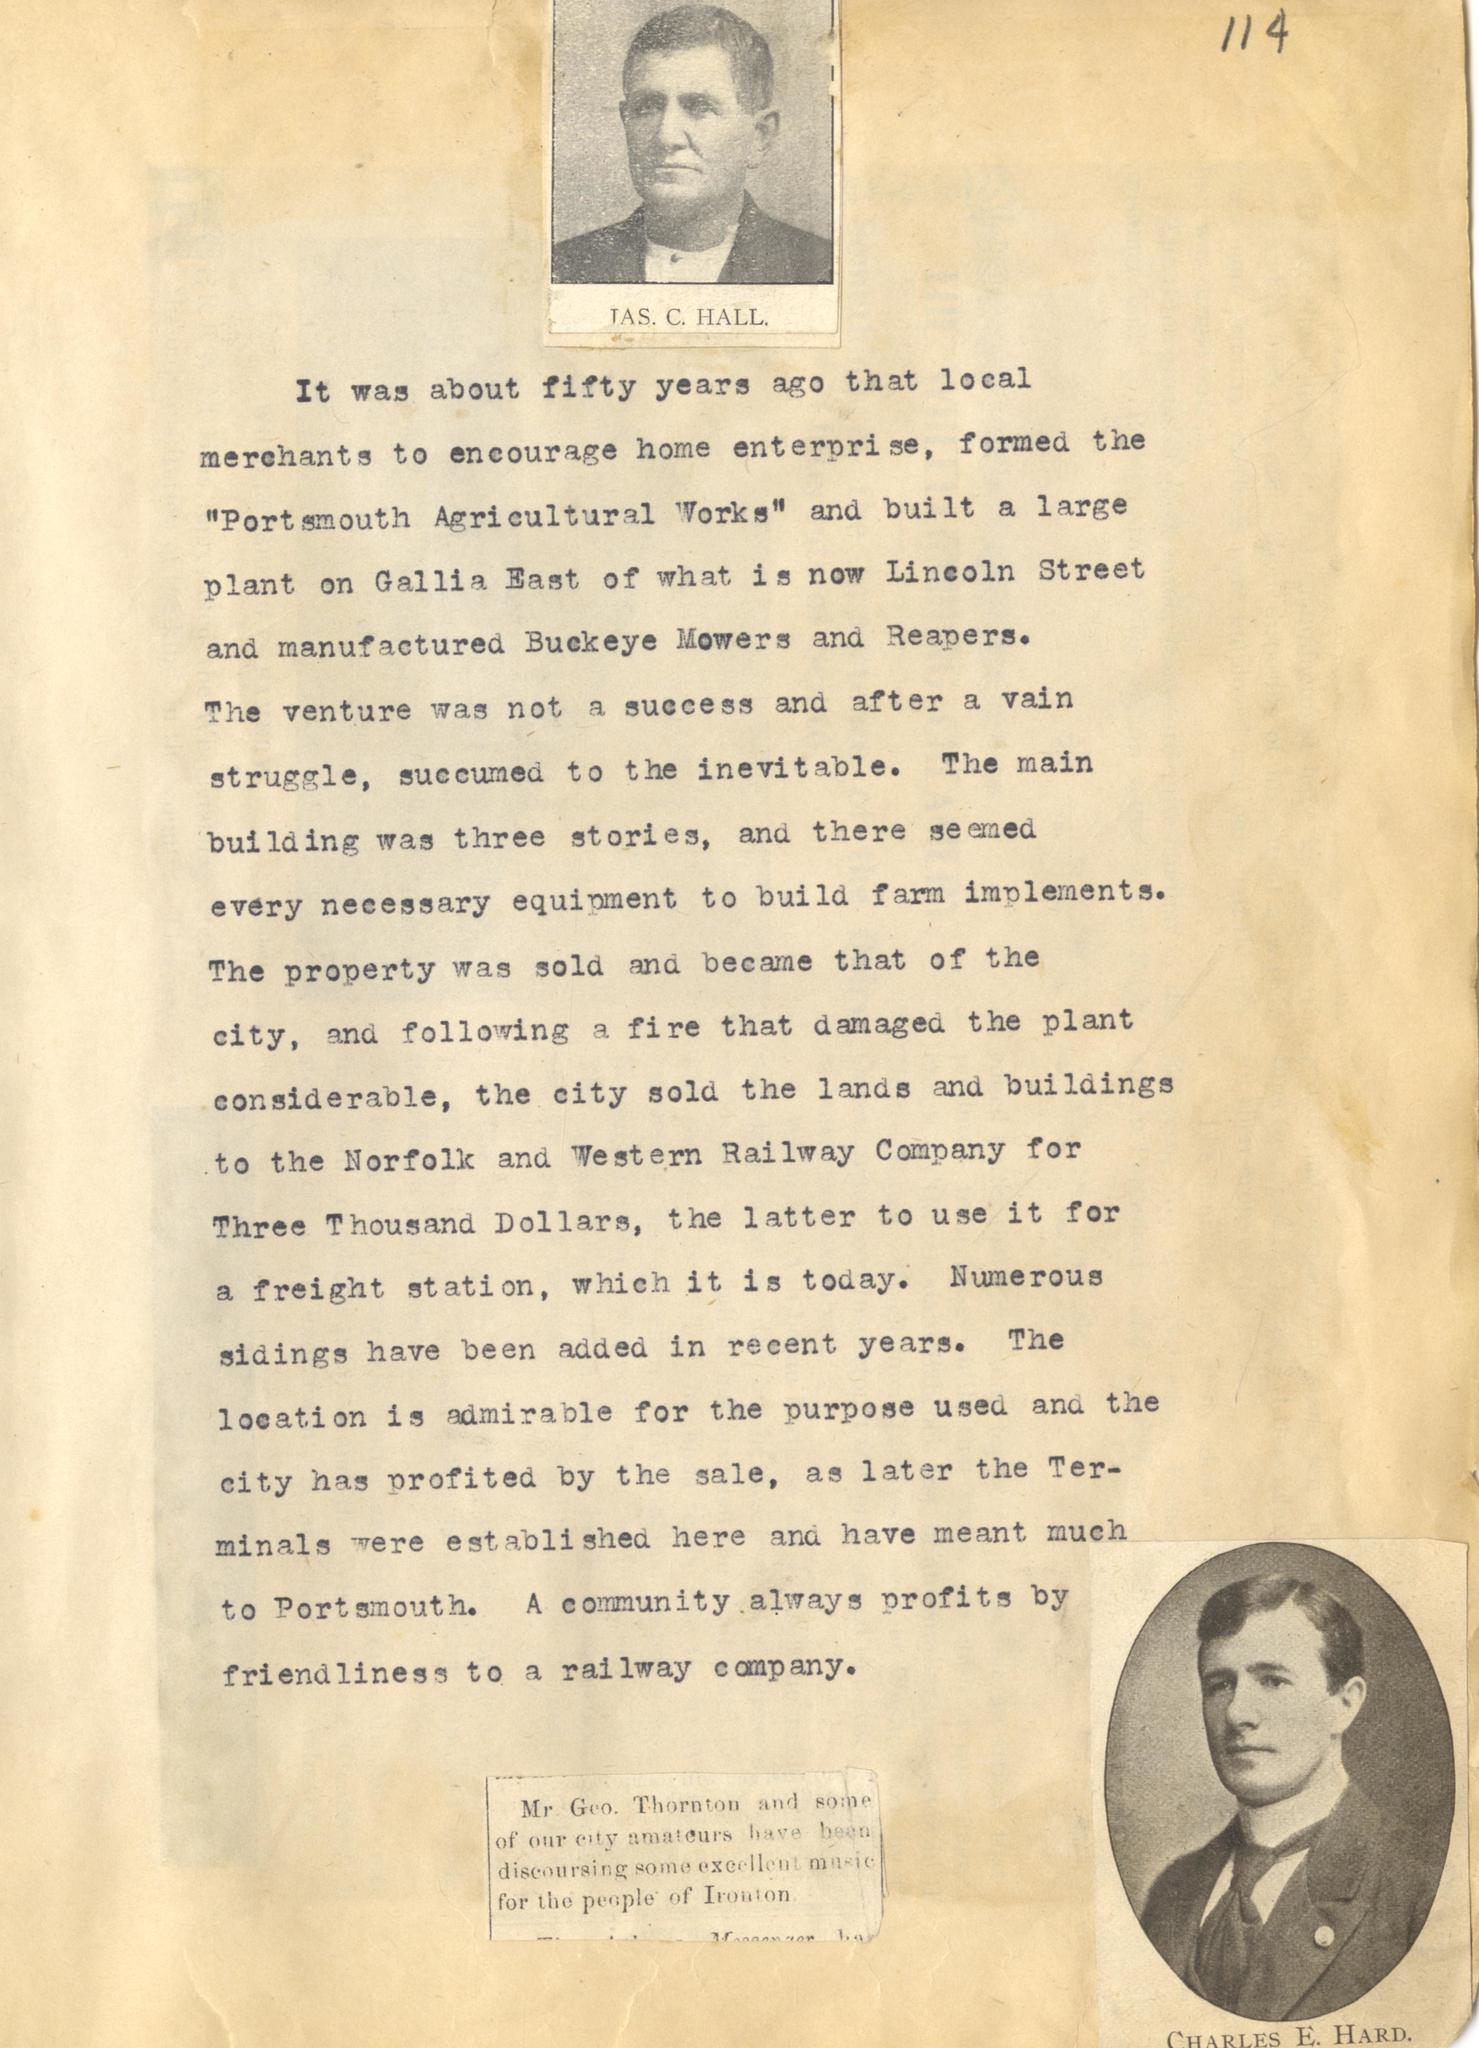 114
JAS. C. HALL.
It was about fifty years ago that local
merchants to encourage home enterprise, formed the
"Portsmouth Agricultural Works" and built a large
plant on Gallia East of what is now Lincoln Street
and manufactured Buckeye Mowers and Reapers.
The venture was not a success and after a vain
struggle, succumed to the inevitable. The main
building was three stories, and there seemed
every necessary equipment to build farm implements.
The property was sold and became that of the
city, and following a fire that damaged the plant
considerable, the city sold the lands and buildings
to the Norfolk and Western Railway Company for
Three Thousand Dollars, the latter to use it for
a freight station, which it is today. Numerous
sidings have been added in recent years. The
location is admirable for the purpose used and the
city has profited by the sale, as later the Ter-
minals were established here and have meant much
to Portsmouth. A community always profits by
friendliness to a railway company.
Mr. Geo. Thornton and some
of our city amateurs have been
discoursing some excellent music
for the people of Ironton.
Messenger ha
CHARLES E. HARD.